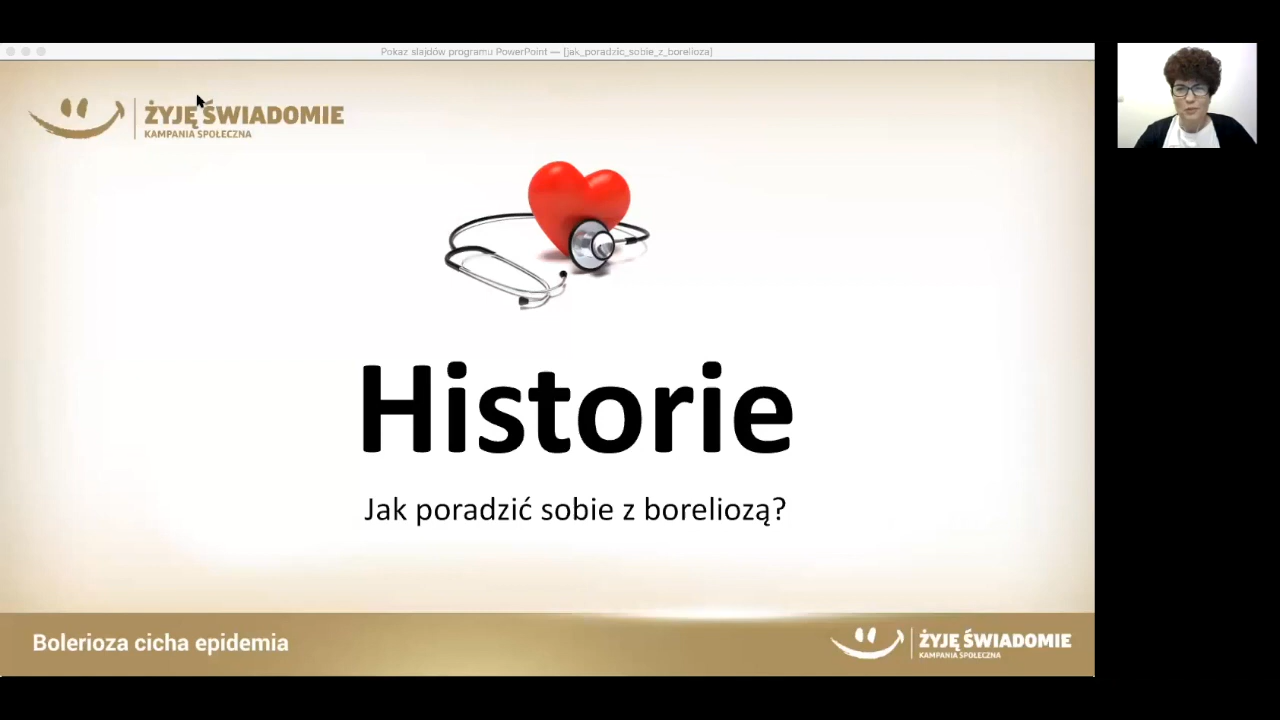 Pokaz slajdów programu PowerPoint — [jak_poradzic_sobie_z_borelioza]
ŻYJĘ ŚWIADOMIE
KAMPANIA SPOŁECZNA
Historie
Jak poradzić sobie z boreliozą?
Bolerioza cicha epidemia
ŻYJĘ ŚWIADOMIE
KAMPANIA SPOŁECZNA